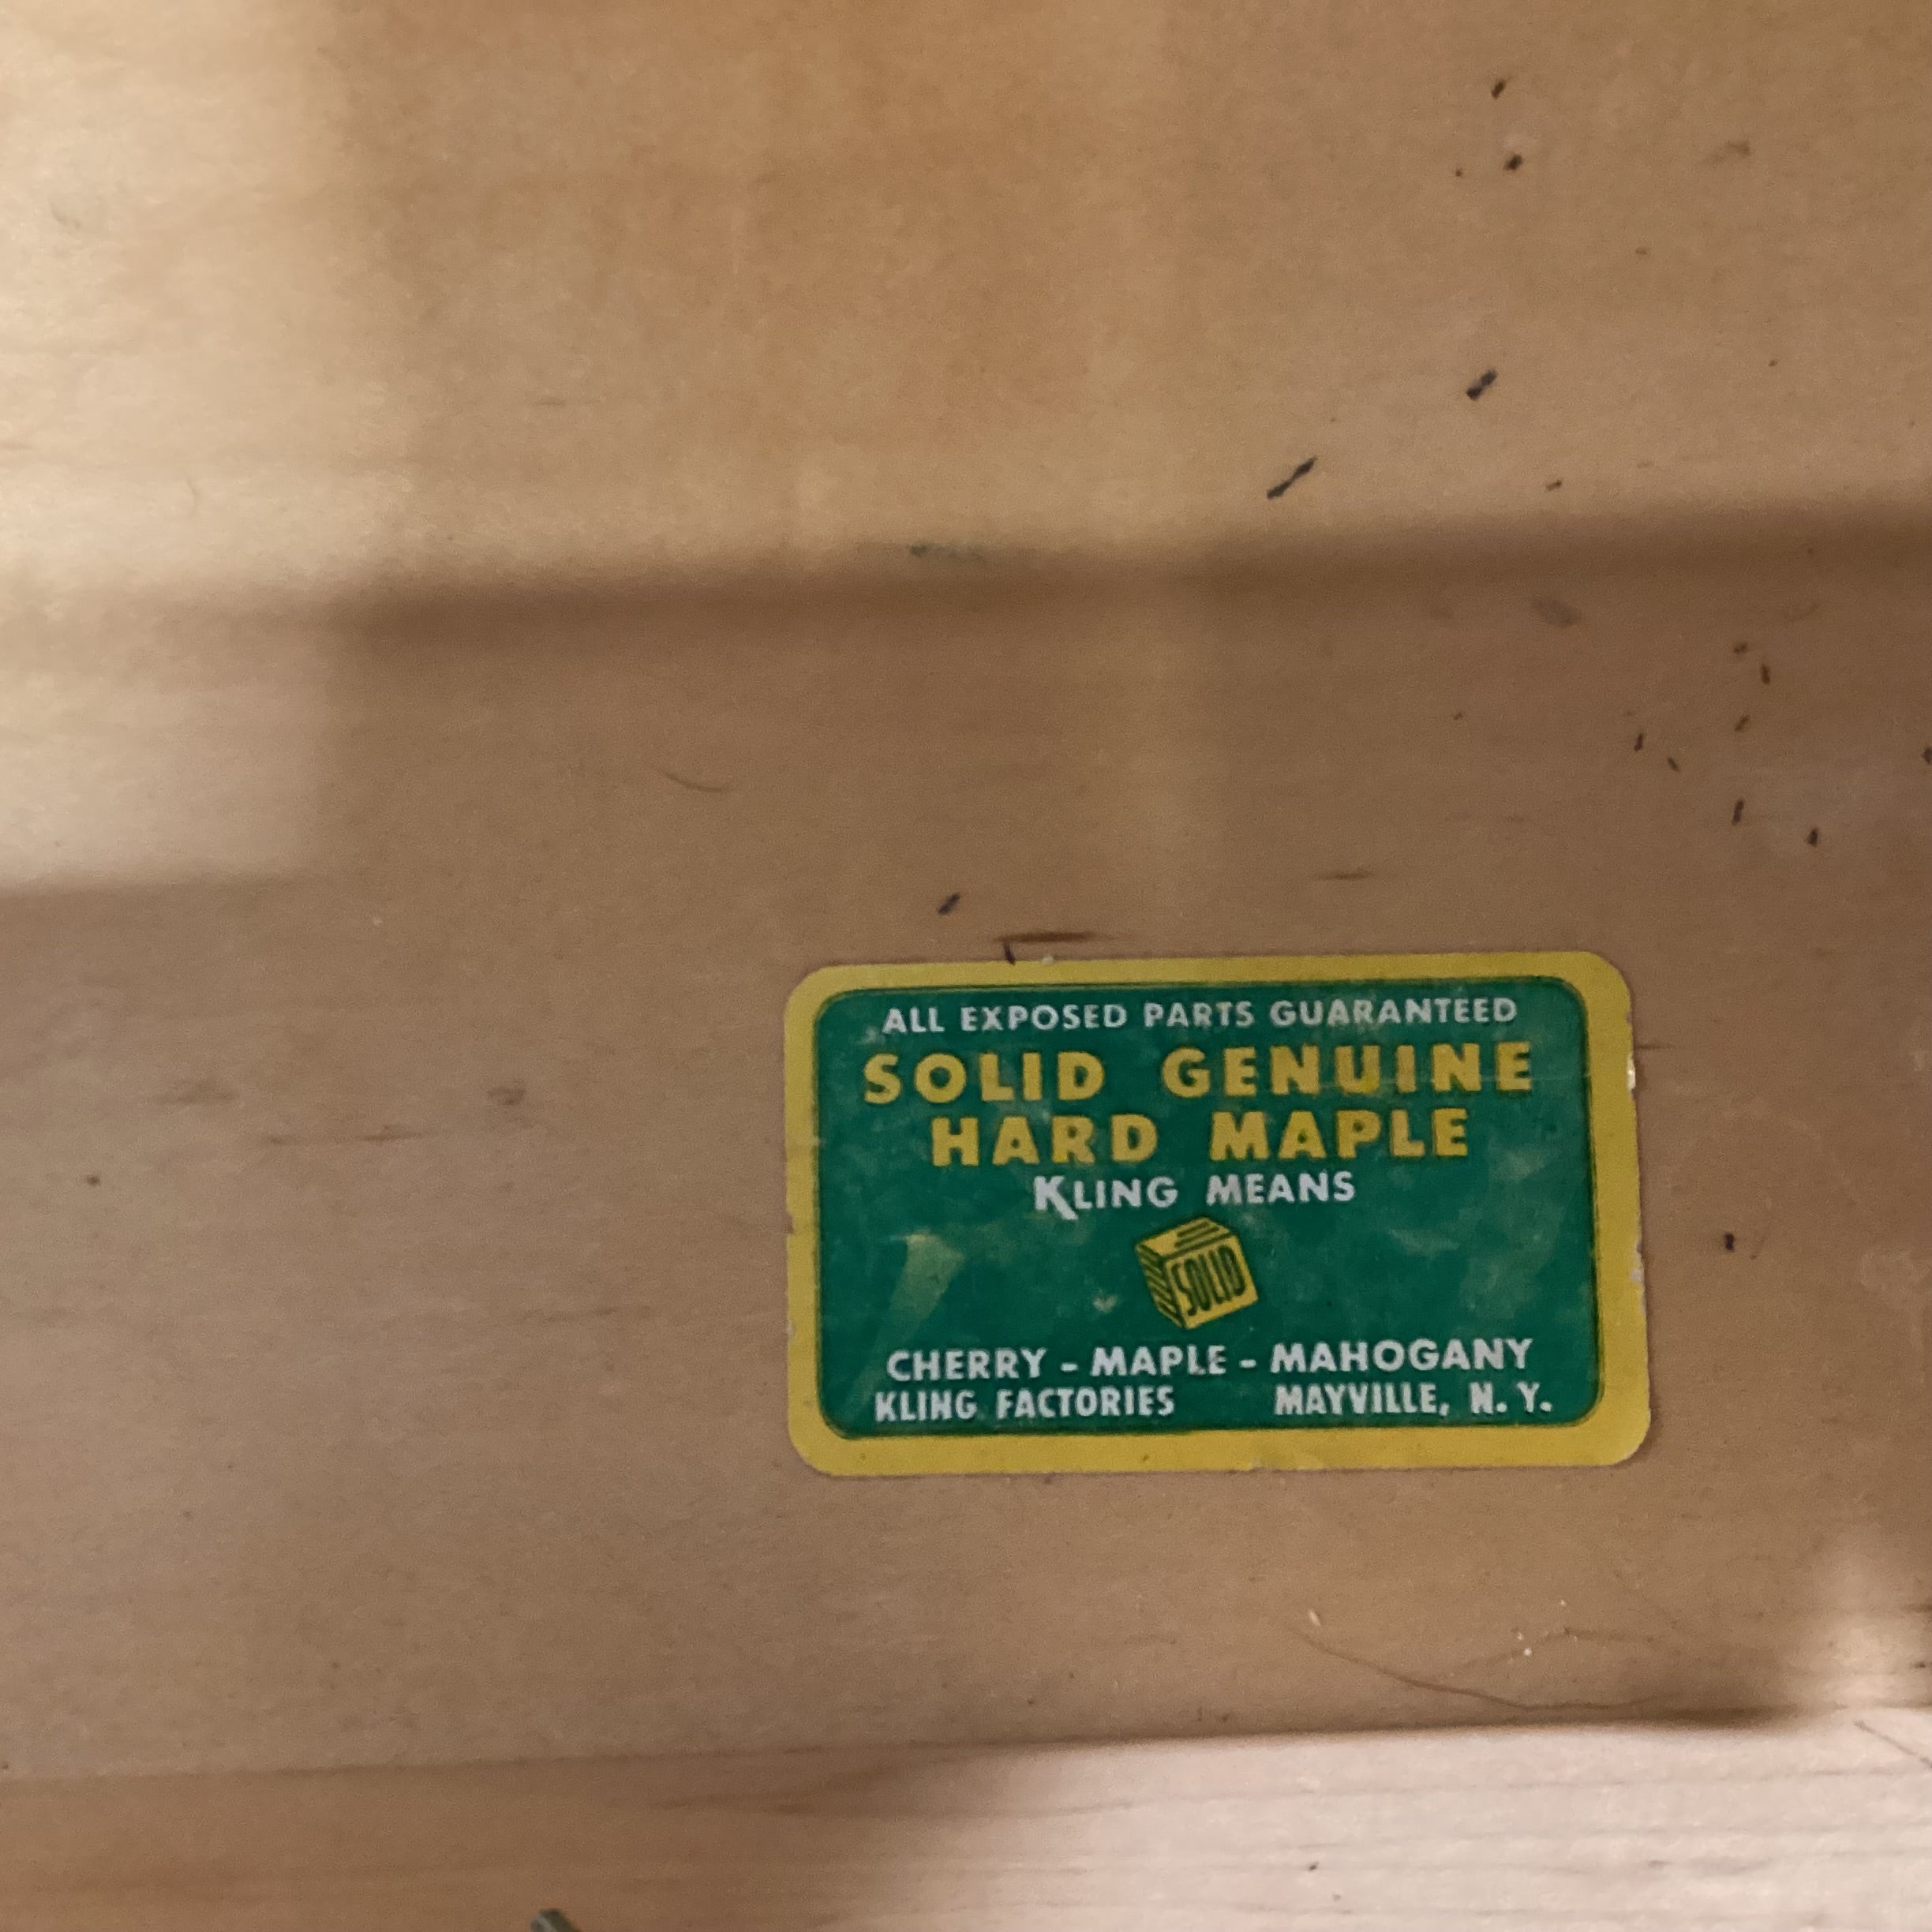 ALL EXPOSED PARTS GUARANTEED
SOLID GENUINE
HARD MAPLE
KLING MEANS
SOLID
CHERRY - MAPLE - MAHOGANY
KLING FACTORIES MAYVILLE, N. Y.